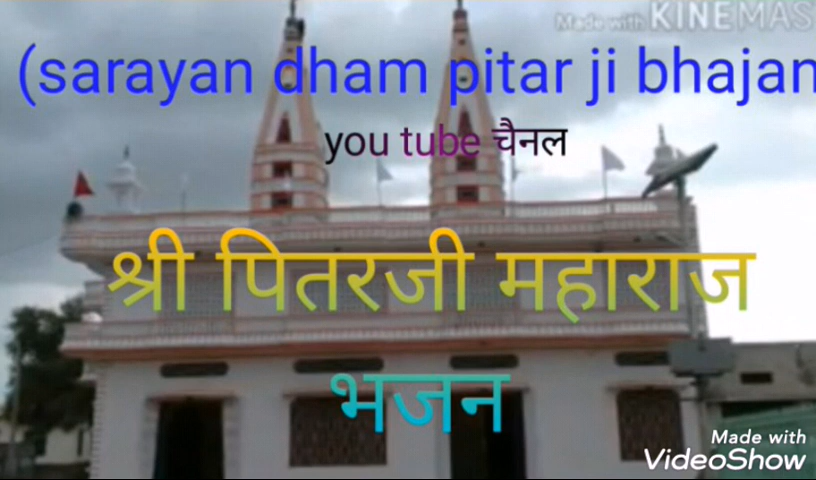 Made with KINEMAS
(sarayan dham pitar ji bhajan
you tube चैनल
श्री पितरजी महाराज
भजन
Made with
VideoShow